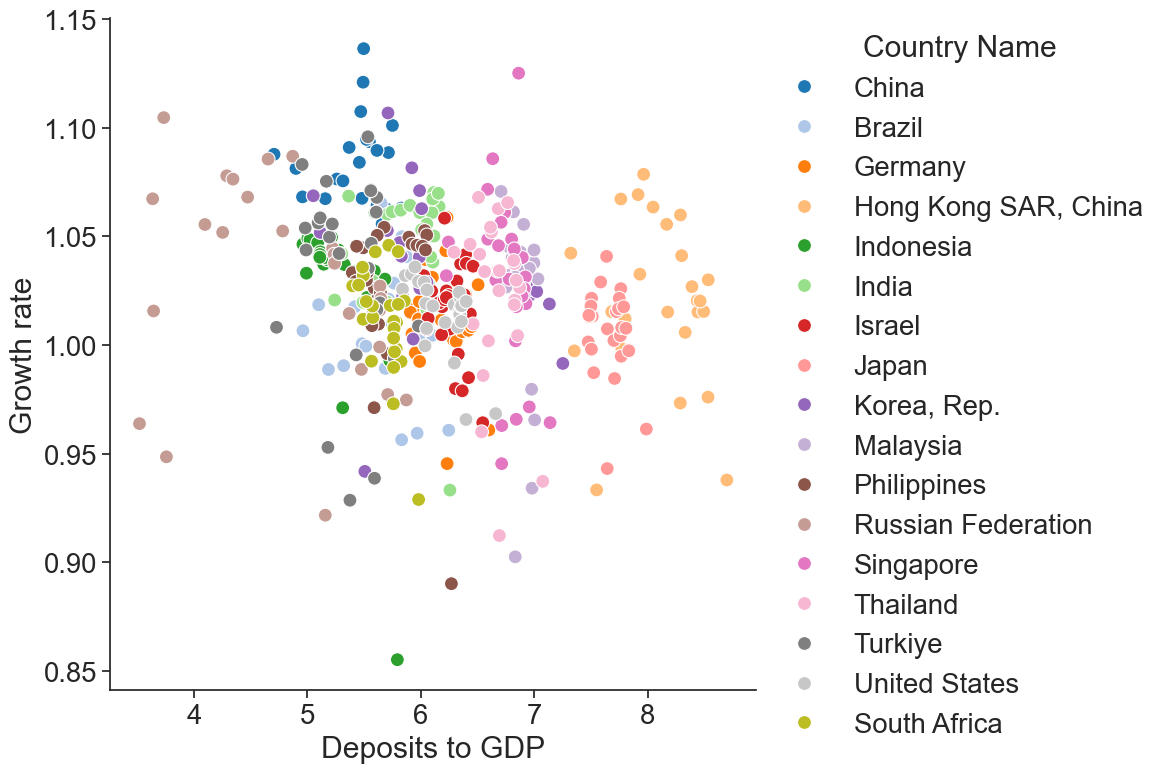 1.15
1.10
1.05
1.00
0.95
0.90
0.85
Growth rate
4 5 6 7 8
Deposits to GDP
Country Name
China
Brazil
Germany
Hong Kong SAR, China
Indonesia
India
Israel
Japan
Korea, Rep.
Malaysia
Philippines
Russian Federation
Singapore
Thailand
Turkiye
United States
South Africa